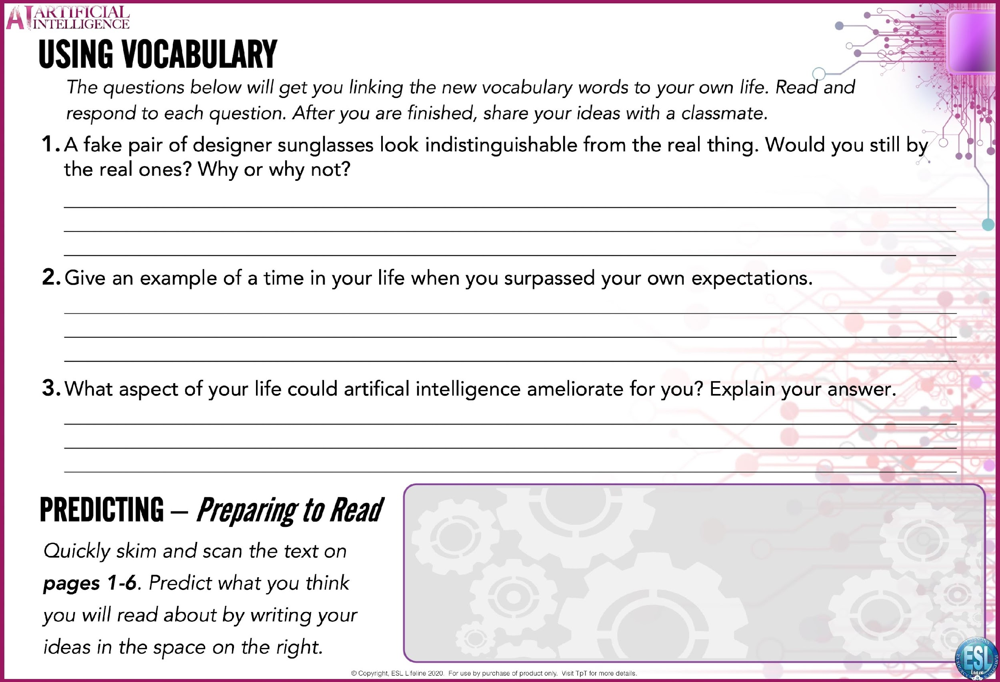 AI ARTIFICIAL
INTELLIGENCE
USING VOCABULARY
The questions below will get you linking the new vocabulary words to your own life. Read and
respond to each question. After you are finished, share your ideas with a classmate.
1. A fake pair of designer sunglasses look indistinguishable from the real thing. Would you still by
the real ones? Why or why not?
2. Give an example of a time in your life when you surpassed your own expectations.
3. What aspect of your life could artifical intelligence ameliorate for you? Explain your answer.
PREDICTING – Preparing to Read
Quickly skim and scan the text on
pages 1-6. Predict what you think
you will read about by writing your
ideas in the space on the right.
LESSONS
RESOURCES
MATERIALS
ESL
LifeLine
© Copyright, ESL Lifeline 2020. For use by purchase of product only. Visit TpT for more details.